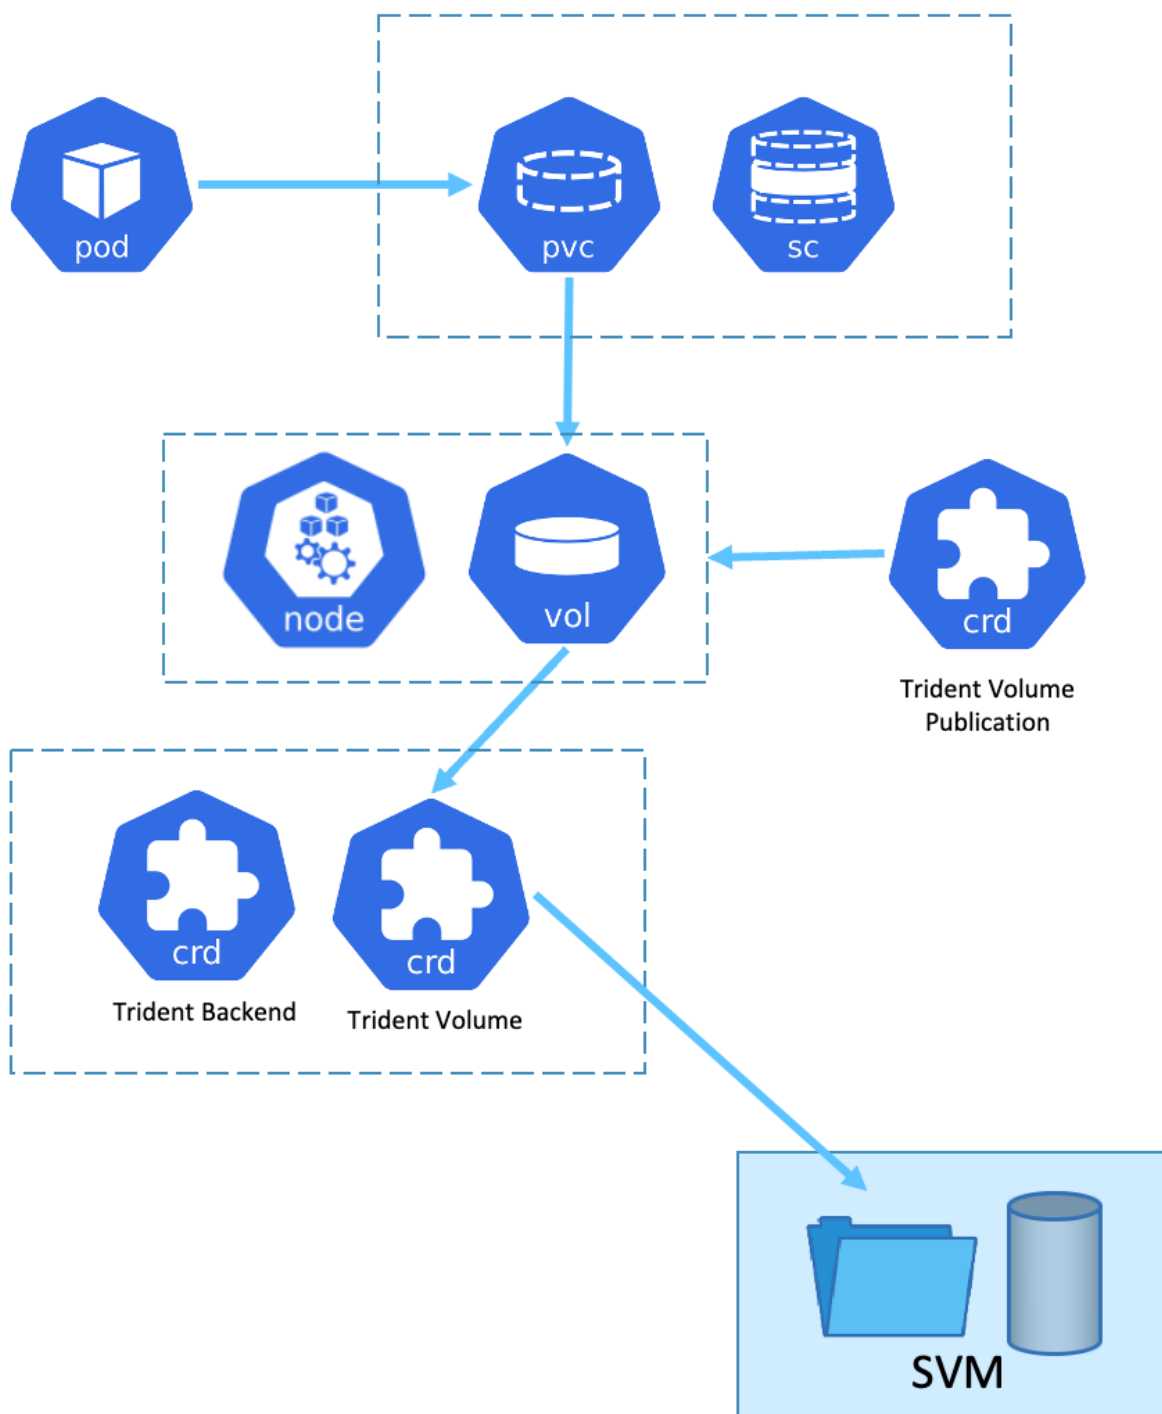 pod
pvc
sc
node
vol
crd
Trident Volume
Publication
crd
crd
Trident Backend
Trident Volume
SVM